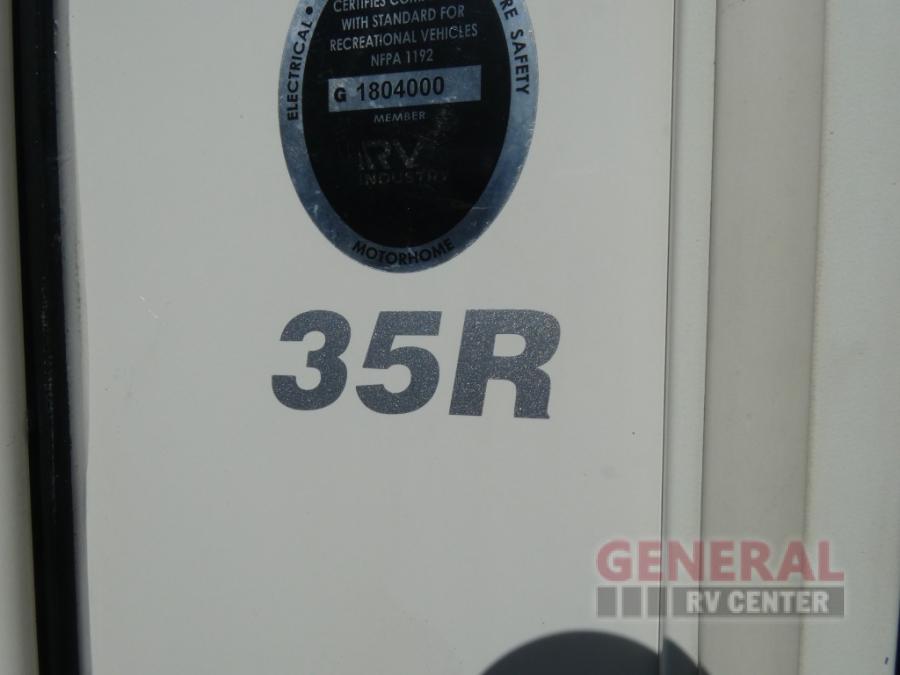 ELECTRICAL •
SAFETY
CERTIFIES
WITH STANDARD FOR
RECREATIONAL VEHICLES
NFPA 1192
G 1804000
MEMBER
RV
INDUSTRY
MOTORHOME
35R
GENERAL
RV CENTER